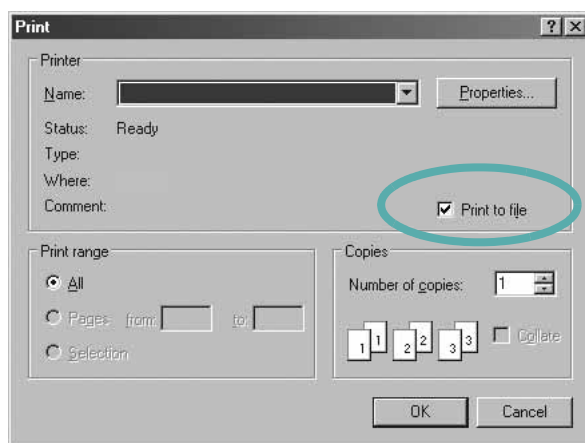 Print
? ×
Printer
Name:
Properties...
Status: Ready
Type:
Where:
Comment:
Print to file
Print range
All
Pages from: to:
Selection
Copies
Number of copies: 1
1 1 2 2 3 3
Collate
OK
Cancel